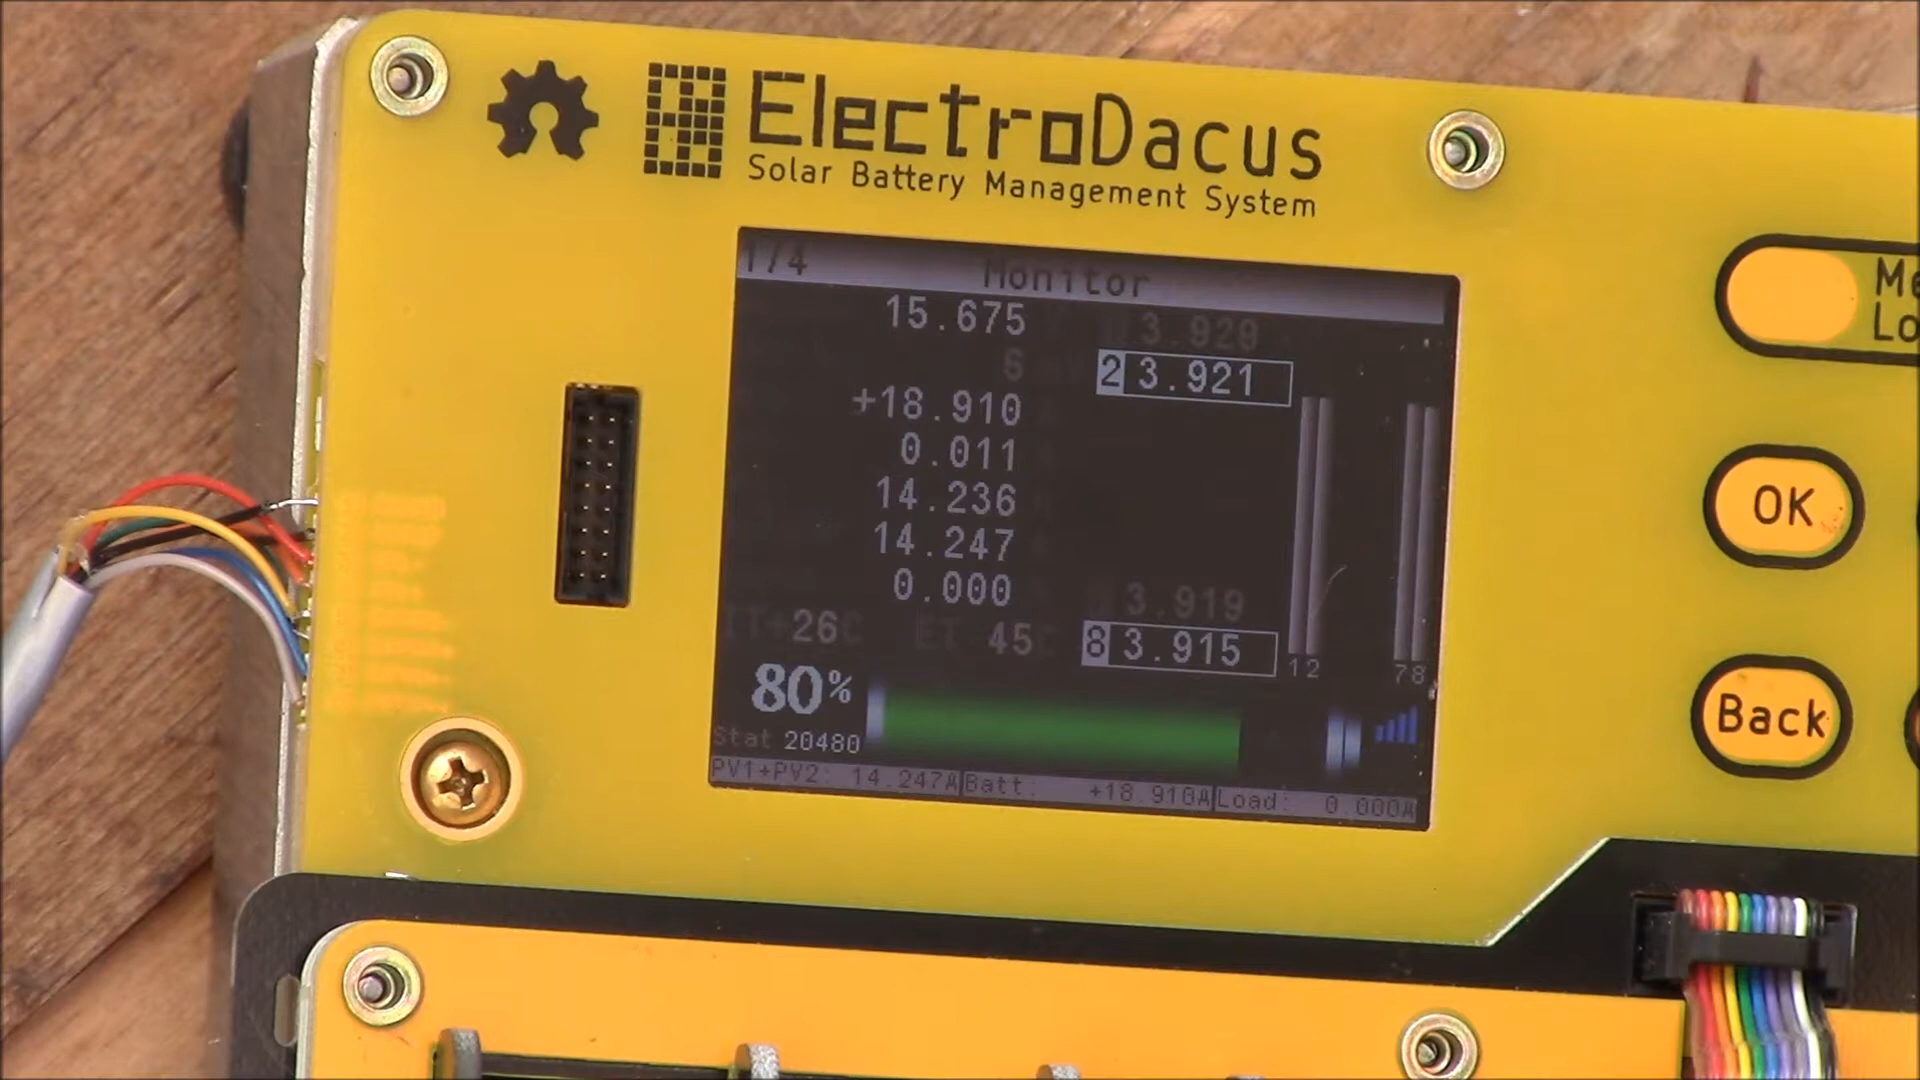 ElectroDacus
Solar Battery Management System
1/4 Monitor
15.675 3.929
2 3.921
+18.910
0.011
14.236
14.247
0.000 3.919
IT+26C ET 45C 8 3.915
12 78
80%
Stat 20480
PV1+PV2: 14.247A Batt: +18.910A Load: 0.000A
OK
Back